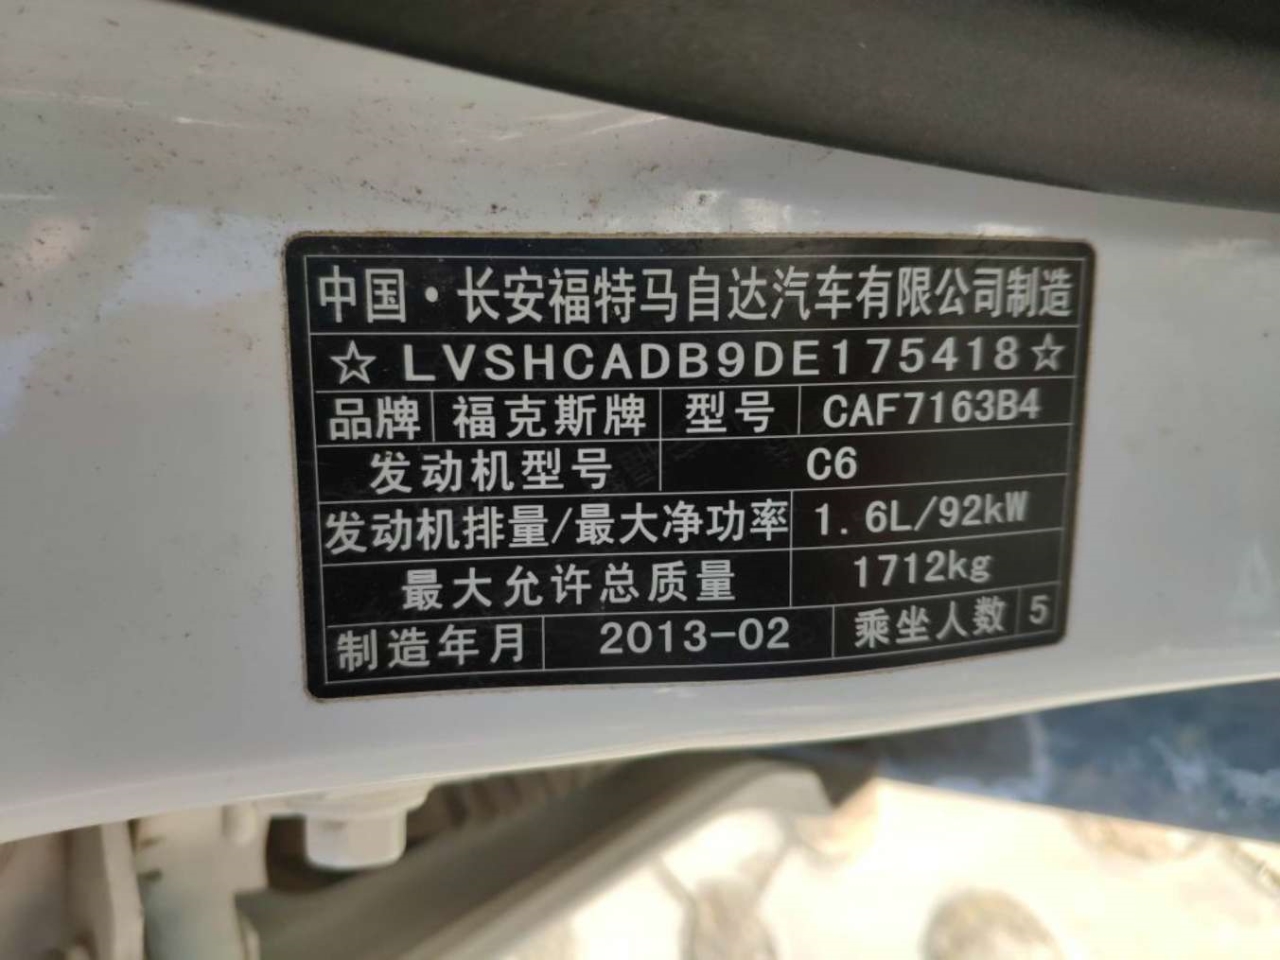 中国·长安福特马自达汽车有限公司制造
☆LVSHCADB9DE175418☆
品牌 福克斯牌 型号 CAF7163B4
发动机型号 C6
发动机排量/最大净功率 1.6L/92kW
最大允许总质量 1712kg
制造年月 2013-02 乘坐人数 5